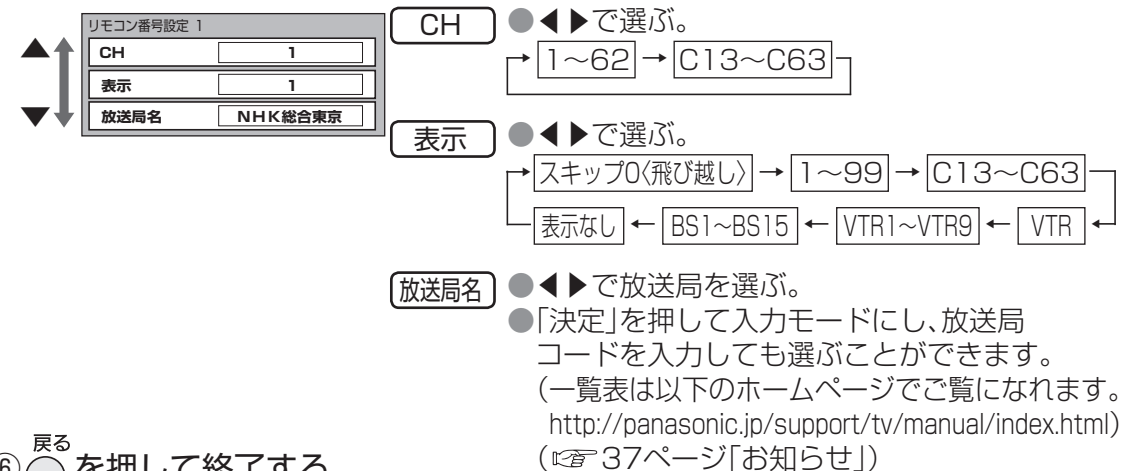 リモコン番号設定 1
CH 1
表示 1
放送局名 NHK総合東京
CH ●◀ ▶で選ぶ。
1～62 → C13～C63
表示 ●◀ ▶で選ぶ。
スキップ0〈飛び越し〉 → 1～99 → C13～C63
表示なし ← BS1～BS15 ← VTR1～VTR9 ← VTR
放送局名 ●◀ ▶で放送局を選ぶ。
●「決定」を押して入力モードにし、放送局
コードを入力しても選ぶことができます。
(一覧表は以下のホームページでご覧になれます。
http://panasonic.jp/support/tv/manual/index.html)
(☞ 37ページ「お知らせ」)
戻る
⑥ を押して終了する